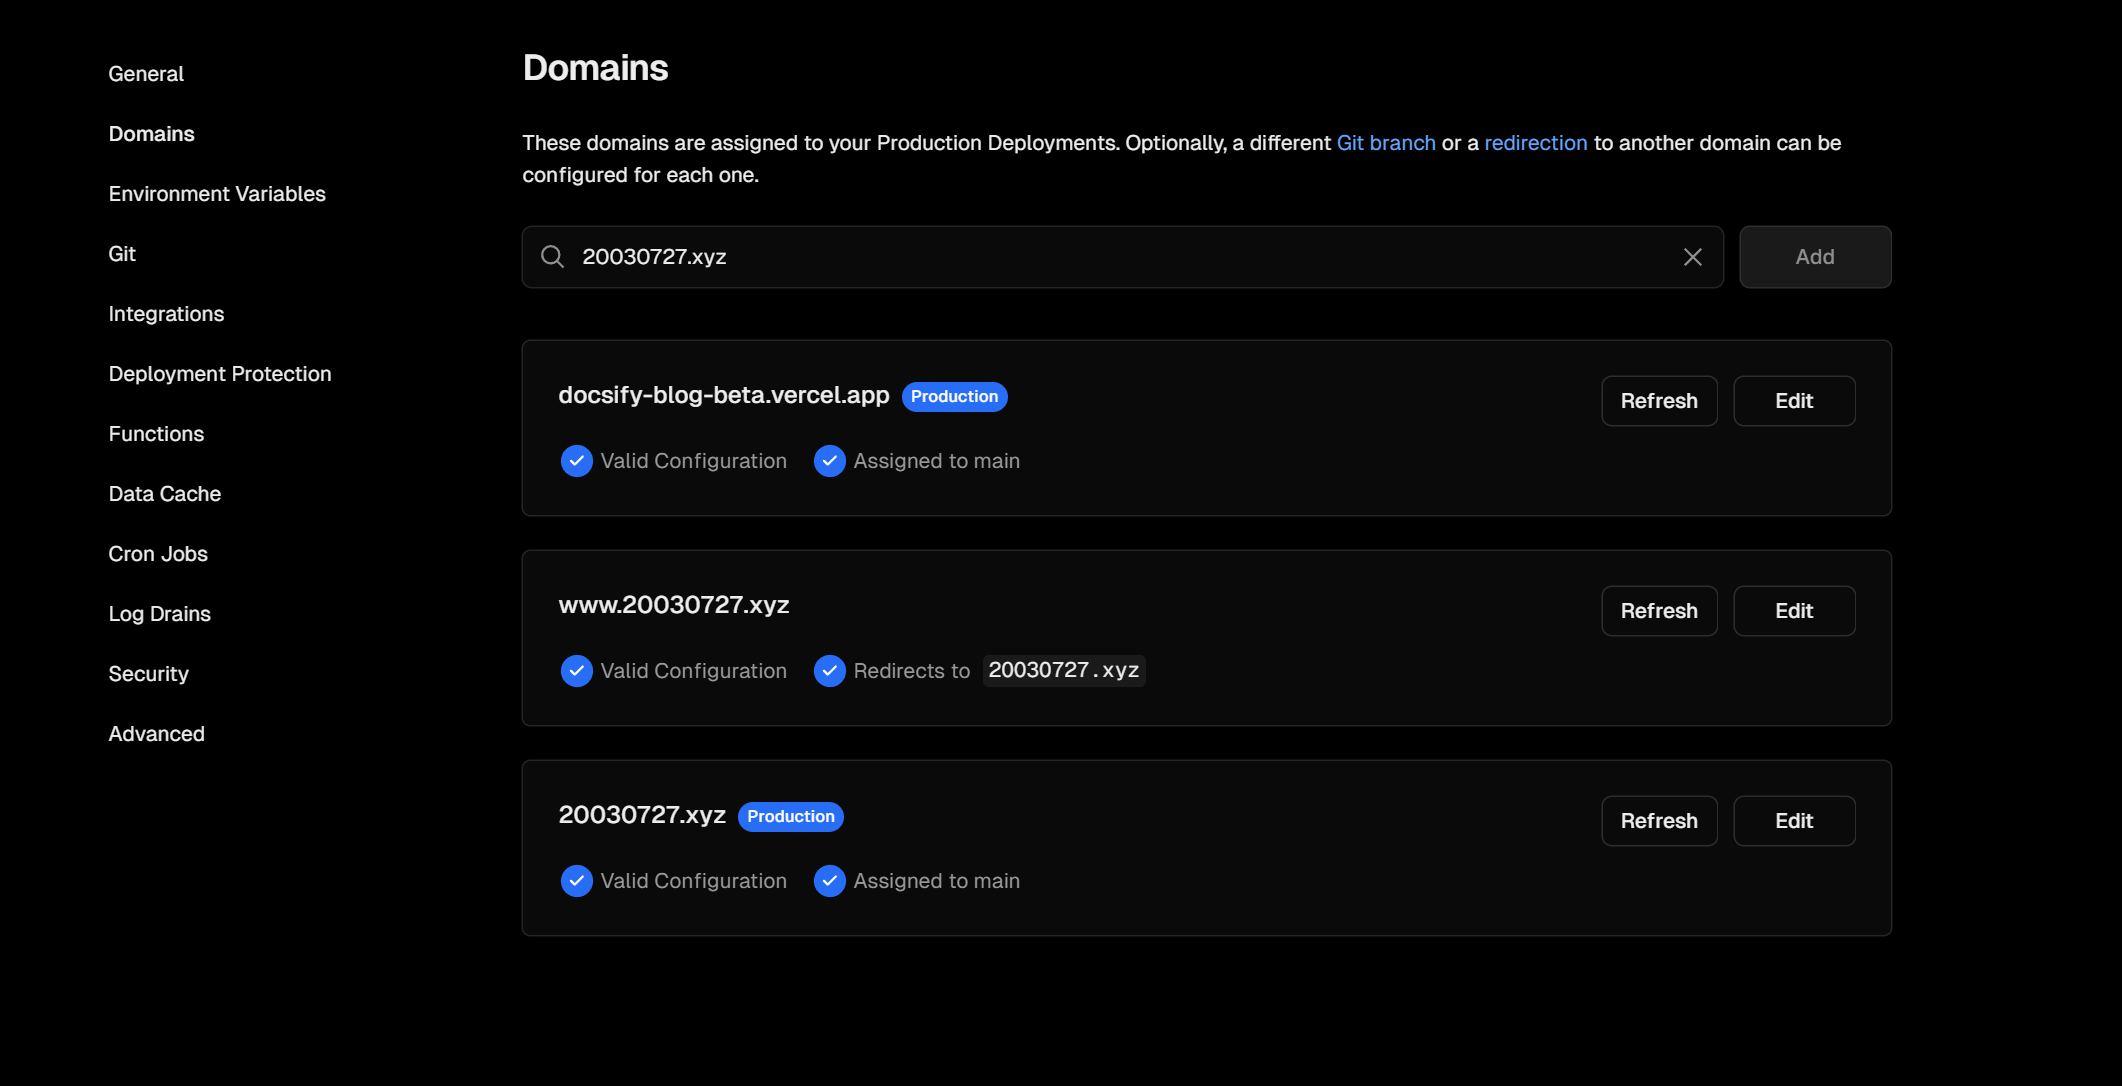 General
Domains
Environment Variables
Git
Integrations
Deployment Protection
Functions
Data Cache
Cron Jobs
Log Drains
Security
Advanced
Domains
These domains are assigned to your Production Deployments. Optionally, a different Git branch or a redirection to another domain can be
configured for each one.
20030727.xyz
Add
docsify-blog-beta.vercel.app Production
Refresh Edit
Valid Configuration Assigned to main
www.20030727.xyz
Refresh Edit
Valid Configuration Redirects to 20030727.xyz
20030727.xyz Production
Refresh Edit
Valid Configuration Assigned to main